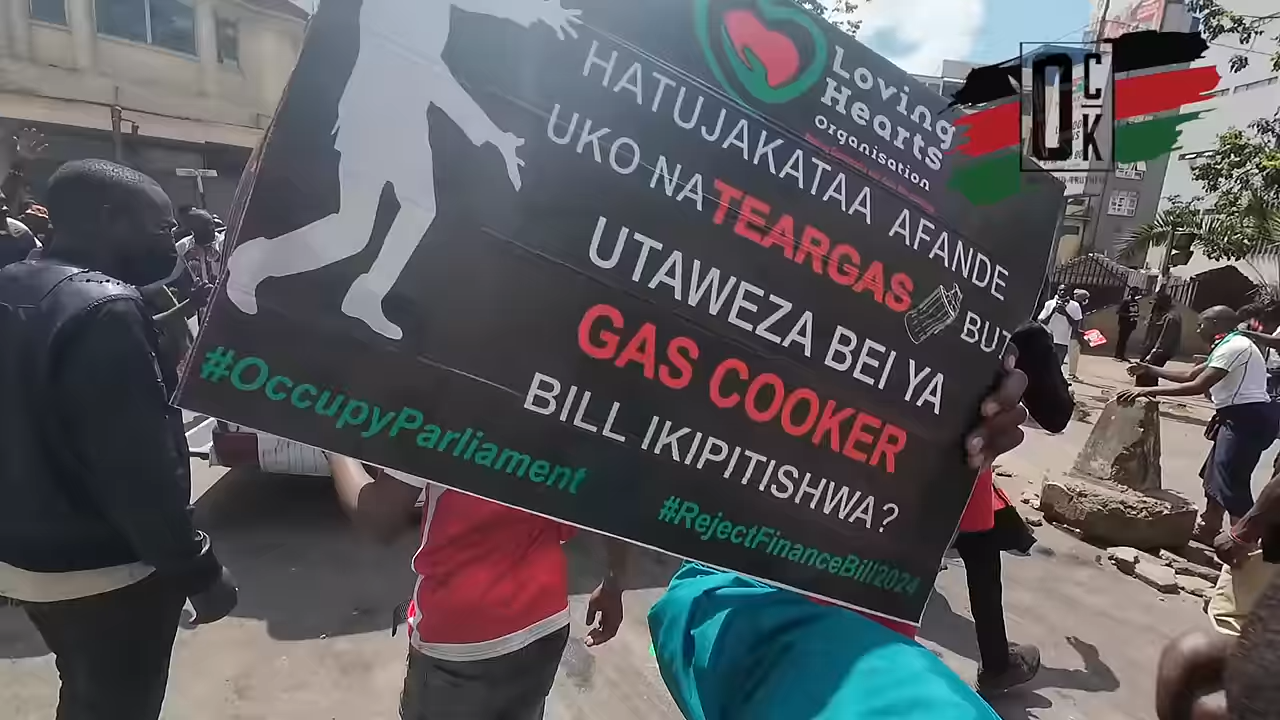 Loving
Hearts
Organisation
HATUJAKATAA AFANDE
UKO NA TEARGAS BUT
UTAWEZA BEI YA
GAS COOKER
BILL IKIPITISHWA?
#OccupyParliament
#RejectFinanceBill2024
OCK